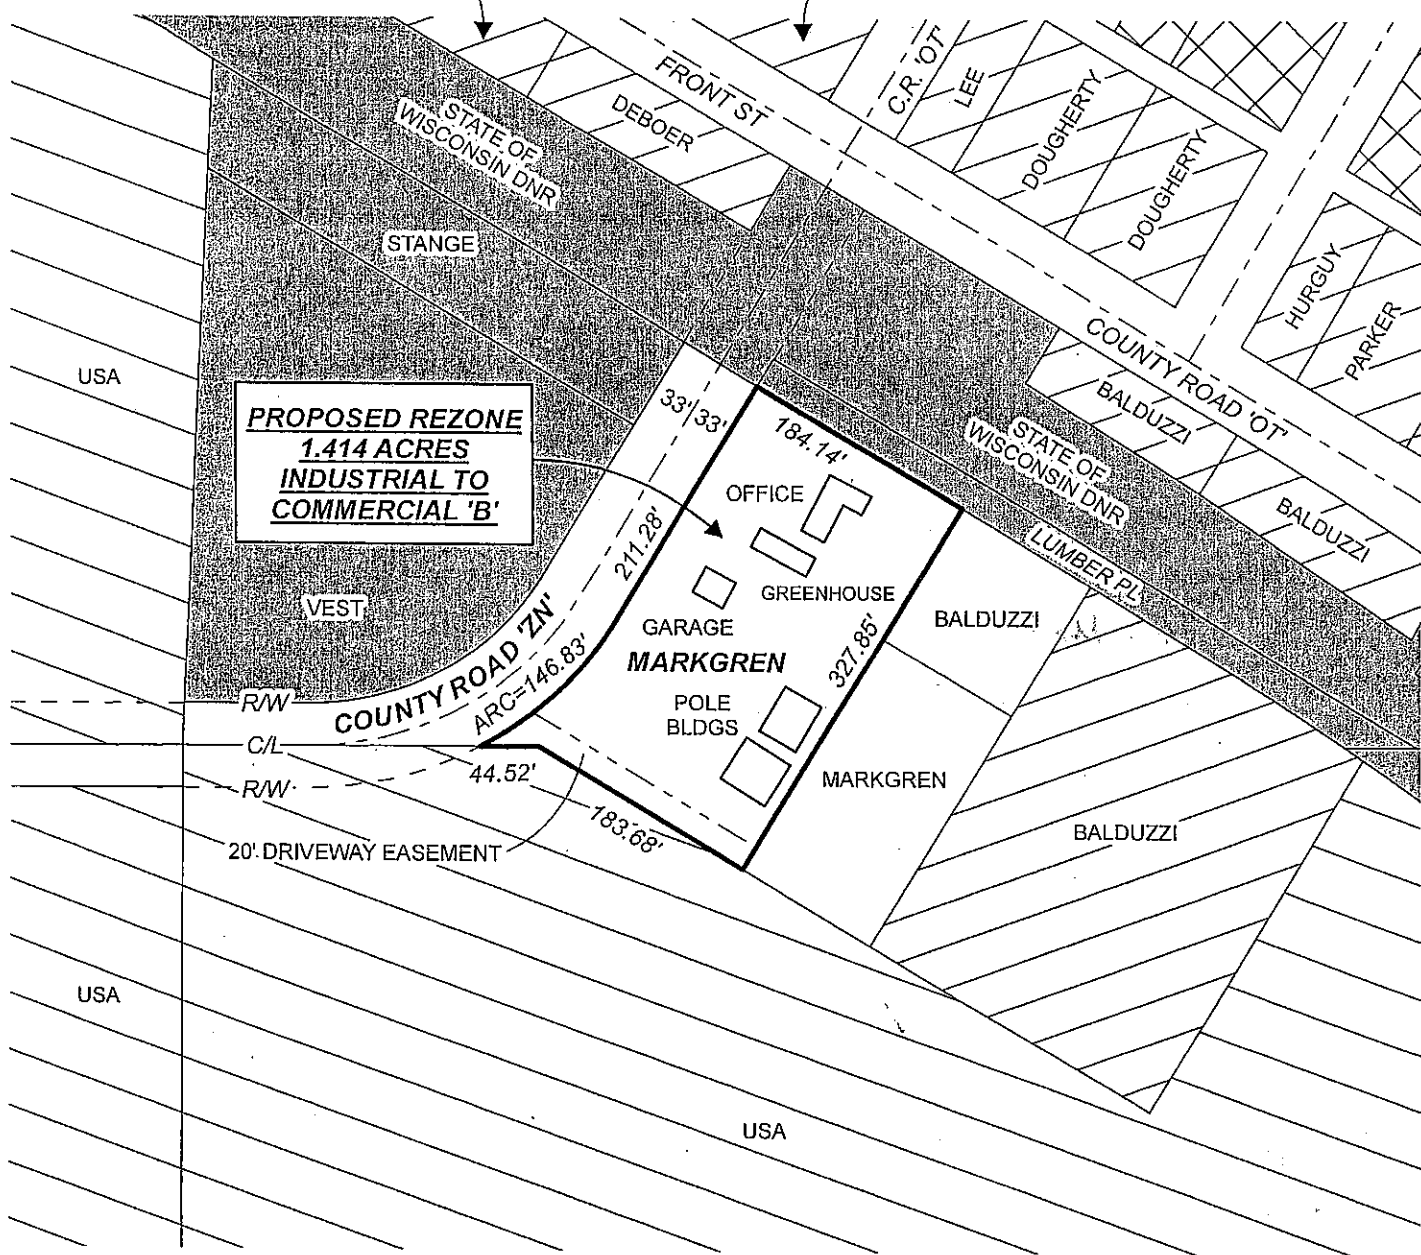 FRONT ST
C.R. 'OT'
LEE
DOUGHERTY
DOUGHERTY
DEBOER
STATE OF
WISCONSIN DNR
STANGE
HURGUY
PARKER
COUNTY ROAD 'OT'
BALDUZZI
BALDUZZI
USA
PROPOSED REZONE
1.414 ACRES
INDUSTRIAL TO
COMMERCIAL 'B'
33' 33'
184.14'
STATE OF
WISCONSIN DNR
LUMBER PL
OFFICE
211.28'
GREENHOUSE
GARAGE
MARKGREN
327.85'
BALDUZZI
VEST
COUNTY ROAD 'ZN'
ARC=146.83'
POLE
BLDGS
R/W
C/L
R/W
44.52'
183.68'
MARKGREN
BALDUZZI
20' DRIVEWAY EASEMENT
USA
USA